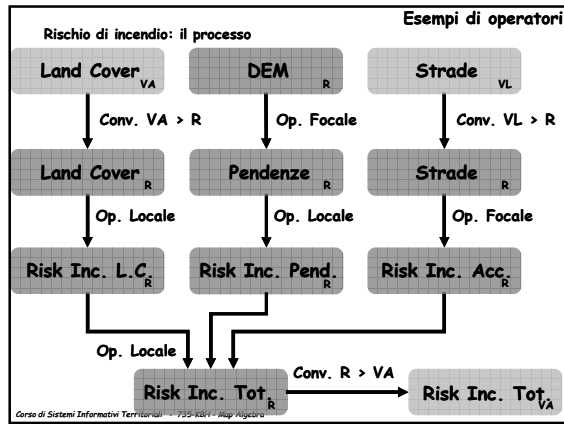 Esempi di operatori
Rischio di incendio: il processo
Land Cover VA
DEM R
Strade VL
Conv. VA > R
Op. Focale
Conv. VL > R
Land Cover R
Pendenze R
Strade R
Op. Locale
Op. Locale
Op. Focale
Risk Inc. L.C. R
Risk Inc. Pend. R
Risk Inc. Acc. R
Op. Locale
Conv. R > VA
Risk Inc. Tot. R
Risk Inc. Tot. VA
Corso di Sistemi Informativi Territoriali - 735-KBH - Map Algebra